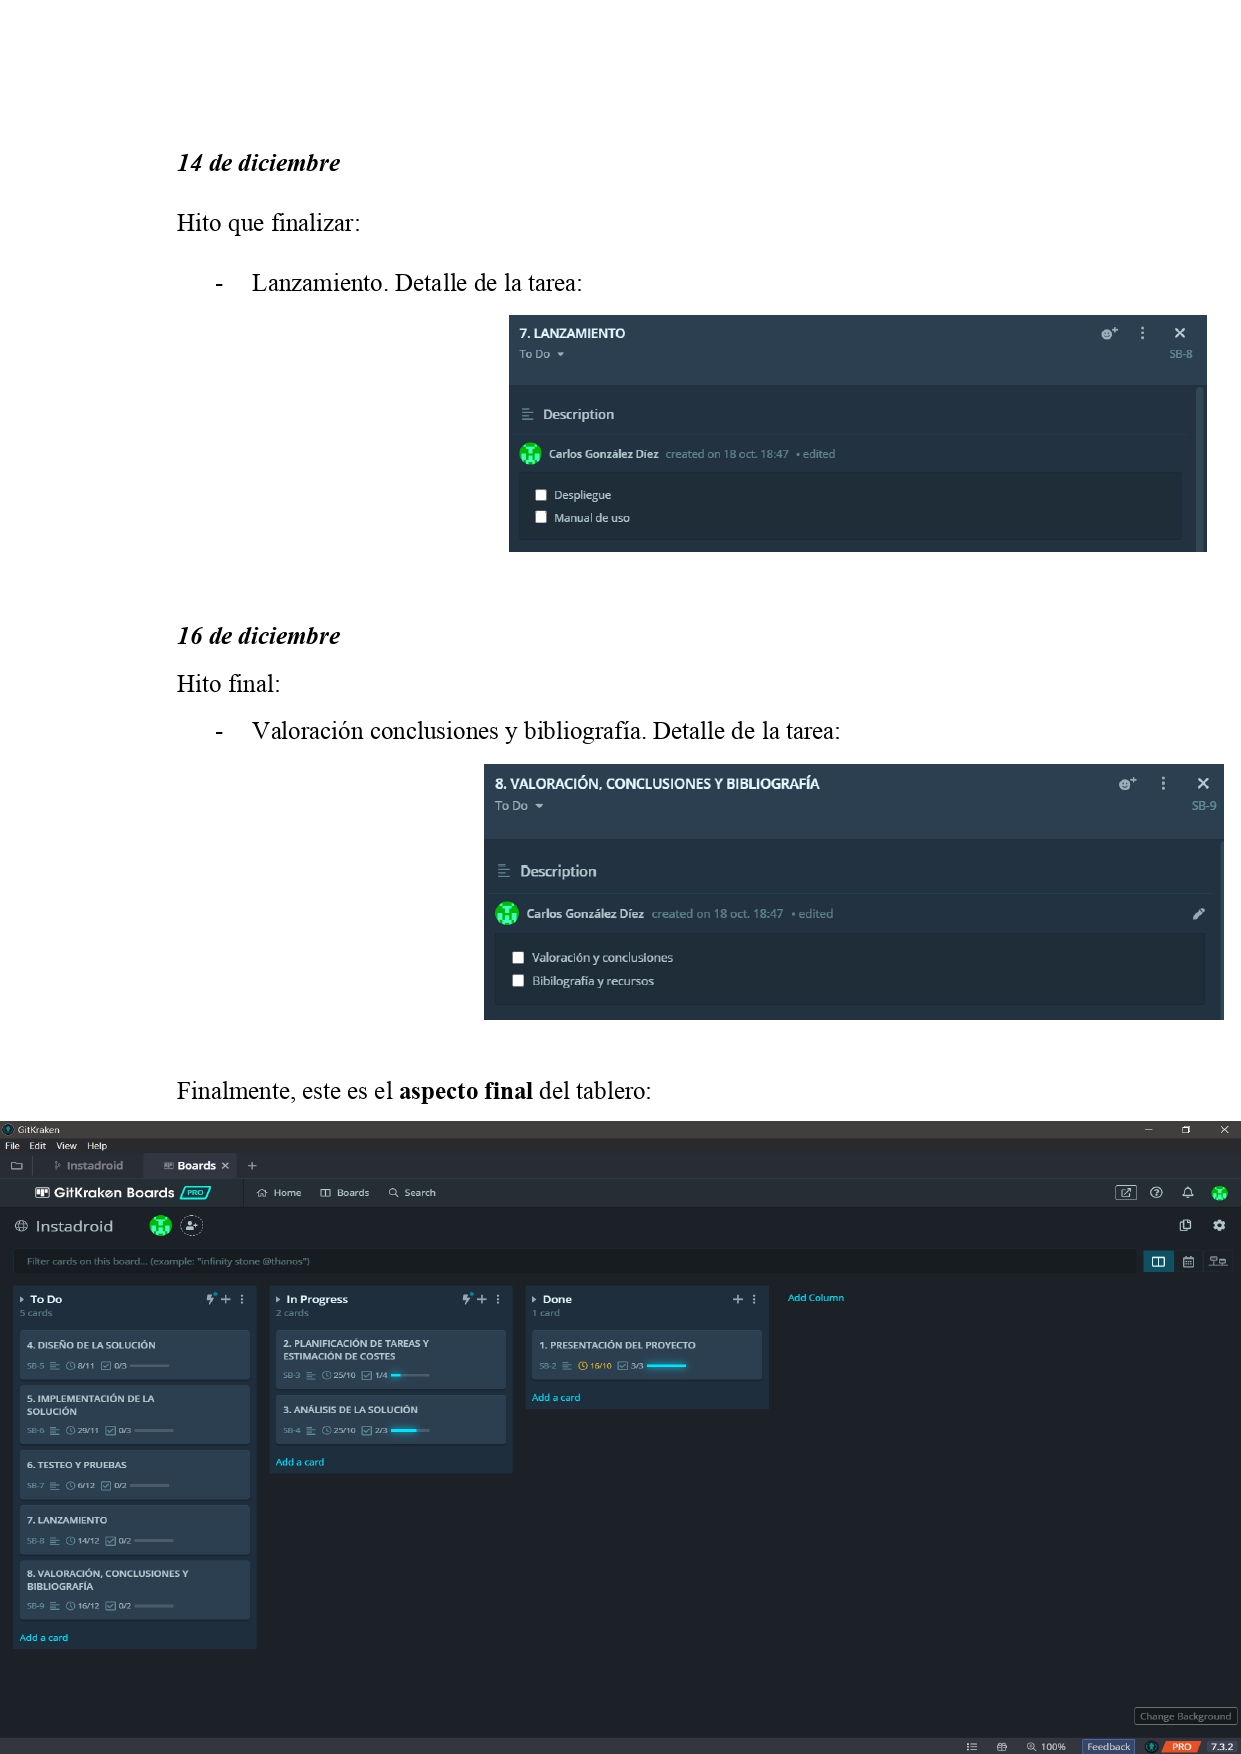 14 de diciembre
Hito que finalizar:
- Lanzamiento. Detalle de la tarea:
7. LANZAMIENTO
To Do
SB-8
Description
Carlos González Díez created on 18 oct. 18:47 • edited
Despliegue
Manual de uso
16 de diciembre
Hito final:
- Valoración conclusiones y bibliografía. Detalle de la tarea:
8. VALORACIÓN, CONCLUSIONES Y BIBLIOGRAFÍA
To Do
SB-9
Description
Carlos González Díez created on 18 oct. 18:47 • edited
Valoración y conclusiones
Bibilografía y recursos
Finalmente, este es el aspecto final del tablero:
GitKraken
File Edit View Help
Instadroid Boards
GitKraken Boards PRO Home Boards Search
Instadroid
Filter cards on this board... (example: "infinity stone @thanos")
To Do
5 cards
4. DISEÑO DE LA SOLUCIÓN
SB-5 8/11 0/3
5. IMPLEMENTACIÓN DE LA
SOLUCIÓN
SB-6 29/11 0/3
6. TESTEO Y PRUEBAS
SB-7 6/12 0/2
7. LANZAMIENTO
SB-8 14/12 0/2
8. VALORACIÓN, CONCLUSIONES Y
BIBLIOGRAFÍA
SB-9 16/12 0/2
Add a card
In Progress
2 cards
2. PLANIFICACIÓN DE TAREAS Y
ESTIMACIÓN DE COSTES
SB-3 25/10 1/4
3. ANÁLISIS DE LA SOLUCIÓN
SB-4 25/10 2/3
Add a card
Done
1 card
1. PRESENTACIÓN DEL PROYECTO
SB-2 16/10 3/3
Add a card
Add Column
Change Background
100% Feedback PRO 7.3.2